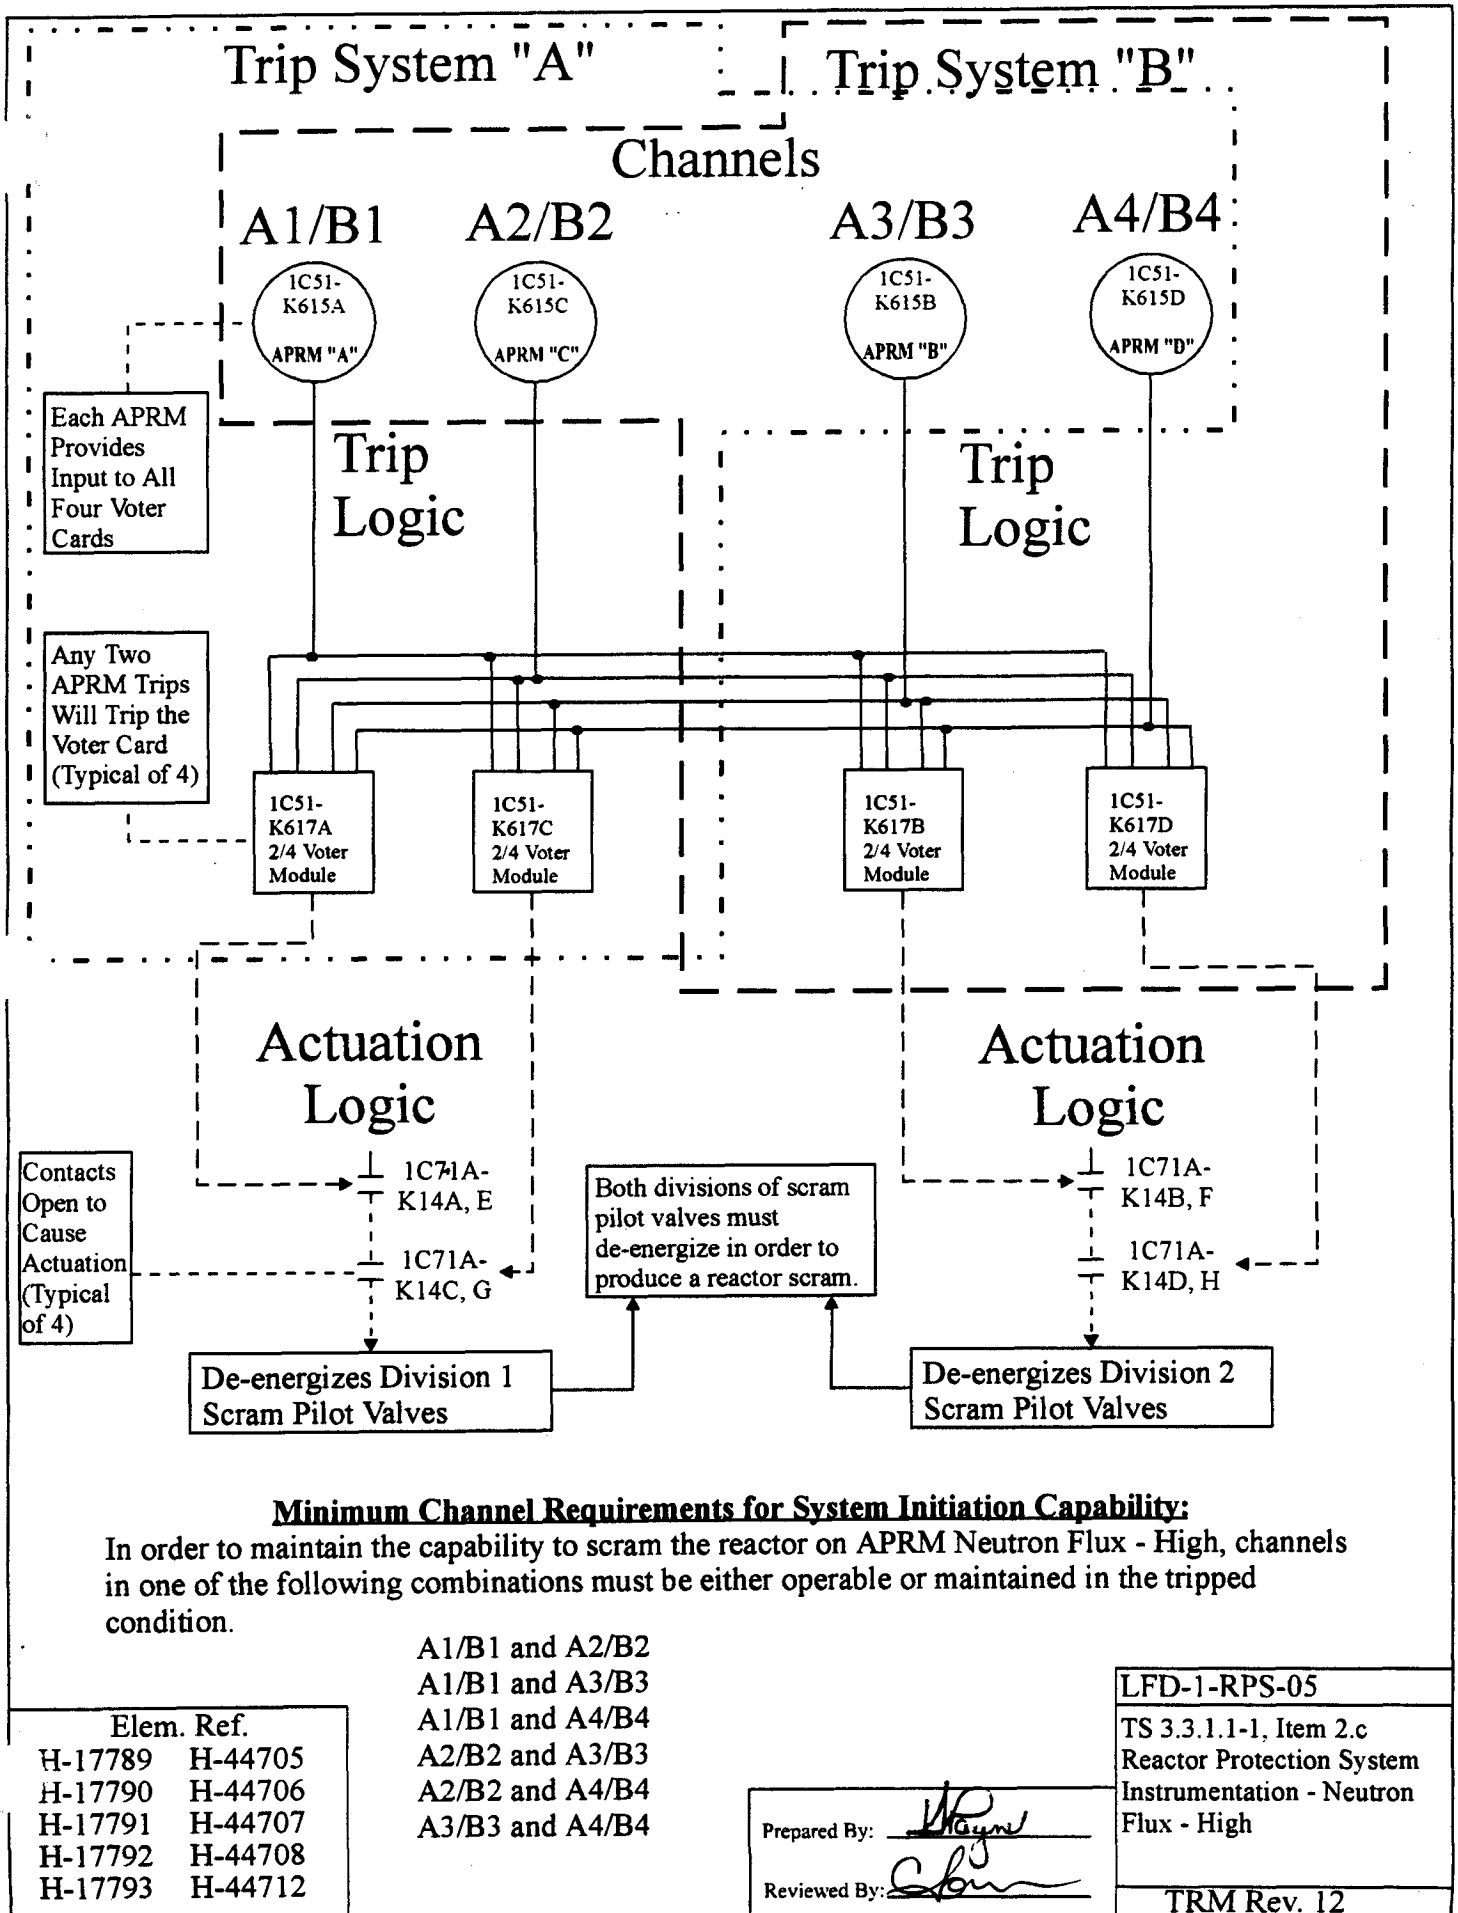 Trip System "A"
Trip System "B"
Channels
A1/B1
A2/B2
A3/B3
A4/B4
1C51-
K615A
APRM "A"
1C51-
K615C
APRM "C"
1C51-
K615B
APRM "B"
1C51-
K615D
APRM "D"
Each APRM
Provides
Input to All
Four Voter
Cards
Trip
Logic
Trip
Logic
Any Two
APRM Trips
Will Trip the
Voter Card
(Typical of 4)
1C51-
K617A
2/4 Voter
Module
1C51-
K617C
2/4 Voter
Module
1C51-
K617B
2/4 Voter
Module
1C51-
K617D
2/4 Voter
Module
Actuation
Logic
Actuation
Logic
Contacts
Open to
Cause
Actuation
(Typical
of 4)
1C71A-
K14A, E
1C71A-
K14C, G
Both divisions of scram
pilot valves must
de-energize in order to
produce a reactor scram.
1C71A-
K14B, F
1C71A-
K14D, H
De-energizes Division 1
Scram Pilot Valves
De-energizes Division 2
Scram Pilot Valves
Minimum Channel Requirements for System Initiation Capability:
In order to maintain the capability to scram the reactor on APRM Neutron Flux - High, channels
in one of the following combinations must be either operable or maintained in the tripped
condition.
A1/B1 and A2/B2
A1/B1 and A3/B3
A1/B1 and A4/B4
A2/B2 and A3/B3
A2/B2 and A4/B4
A3/B3 and A4/B4
Elem. Ref.
H-17789 H-44705
H-17790 H-44706
H-17791 H-44707
H-17792 H-44708
H-17793 H-44712
Prepared By:
Reviewed By:
LFD-1-RPS-05
TS 3.3.1.1-1, Item 2.c
Reactor Protection System
Instrumentation - Neutron
Flux - High
TRM Rev. 12